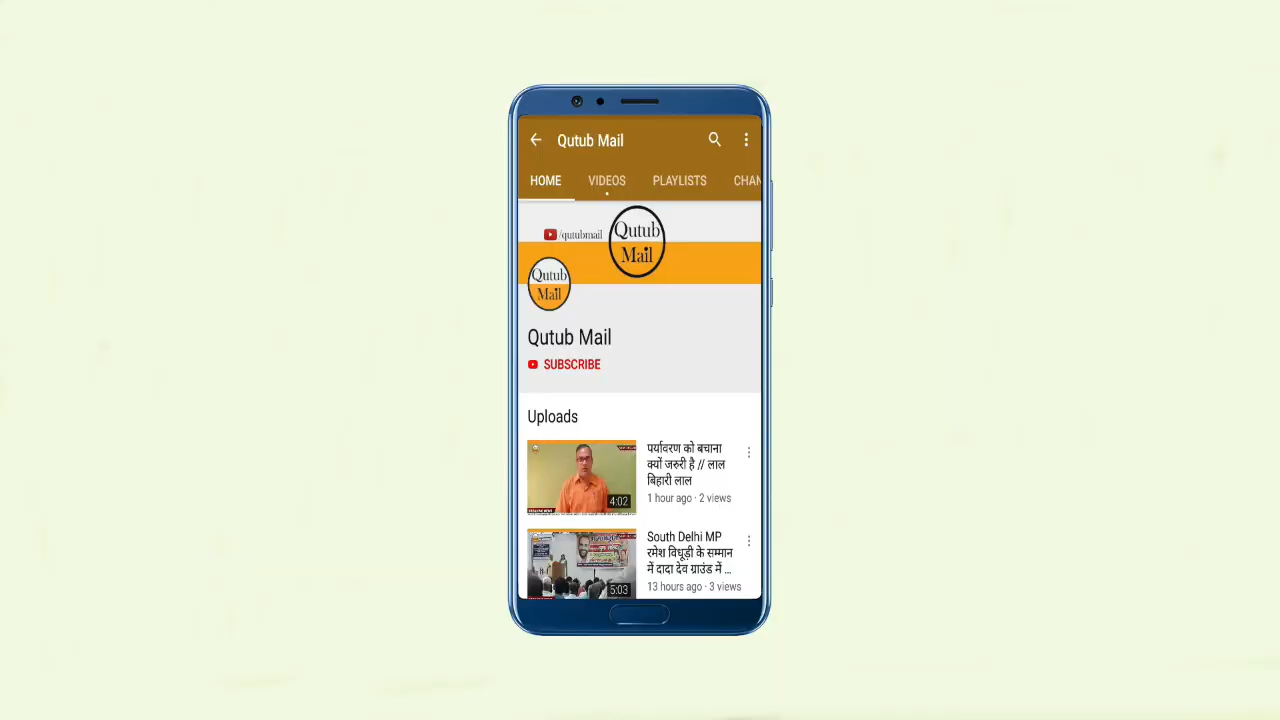 Qutub Mail
HOME VIDEOS PLAYLISTS CHAN
/qutubmail
Qutub
Mail
Qutub
Mail
Qutub Mail
SUBSCRIBE
Uploads
पर्यावरण को बचाना
क्यों जरुरी है // लाल
बिहारी लाल
1 hour ago · 2 views
4:02
South Delhi MP
रमेश विधूड़ी के सम्मान
में दादा देव ग्राउंड में ...
13 hours ago · 3 views
5:03